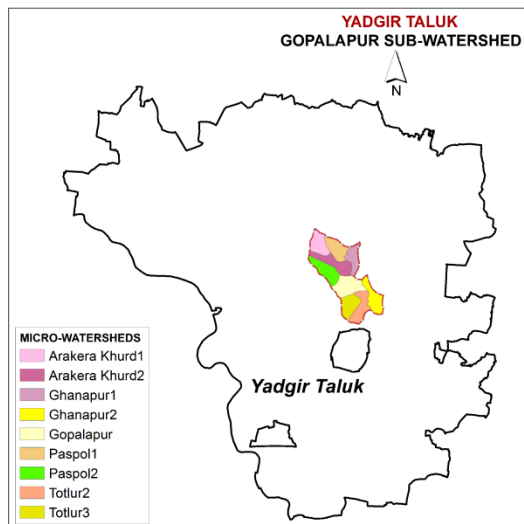 YADGIR TALUK
GOPALAPUR SUB-WATERSHED
N
Yadgir Taluk
MICRO-WATERSHEDS
Arakera Khurd1
Arakera Khurd2
Ghanapur1
Ghanapur2
Gopalapur
Paspol1
Paspol2
Totlur2
Totlur3